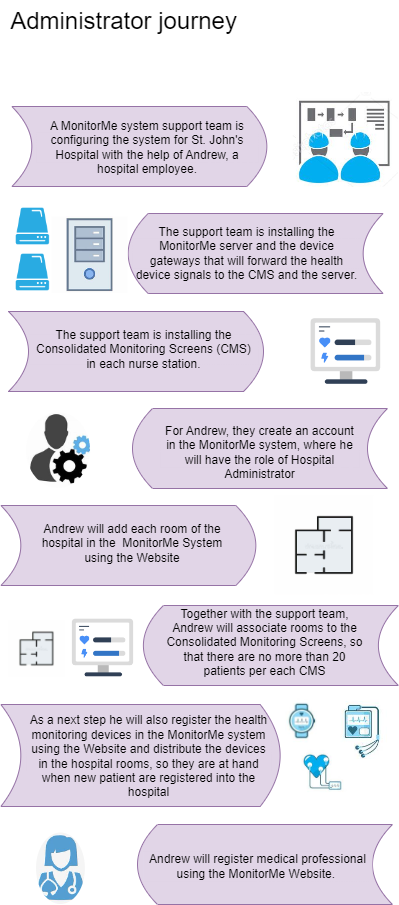 Administrator journey
A MonitorMe system support team is
configuring the system for St. John's
Hospital with the help of Andrew, a
hospital employee.
The support team is installing the
MonitorMe server and the device
gateways that will forward the health
device signals to the CMS and the server.
The support team is installing the
Consolidated Monitoring Screens (CMS)
in each nurse station.
For Andrew, they create an account
in the MonitorMe system, where he
will have the role of Hospital
Administrator
Andrew will add each room of the
hospital in the MonitorMe System
using the Website
Together with the support team,
Andrew will associate rooms to the
Consolidated Monitoring Screens, so
that there are no more than 20
patients per each CMS
As a next step he will also register the health
monitoring devices in the MonitorMe system
using the Website and distribute the devices
in the hospital rooms, so they are at hand
when new patient are registered into the
hospital
Andrew will register medical professional
using the MonitorMe Website.